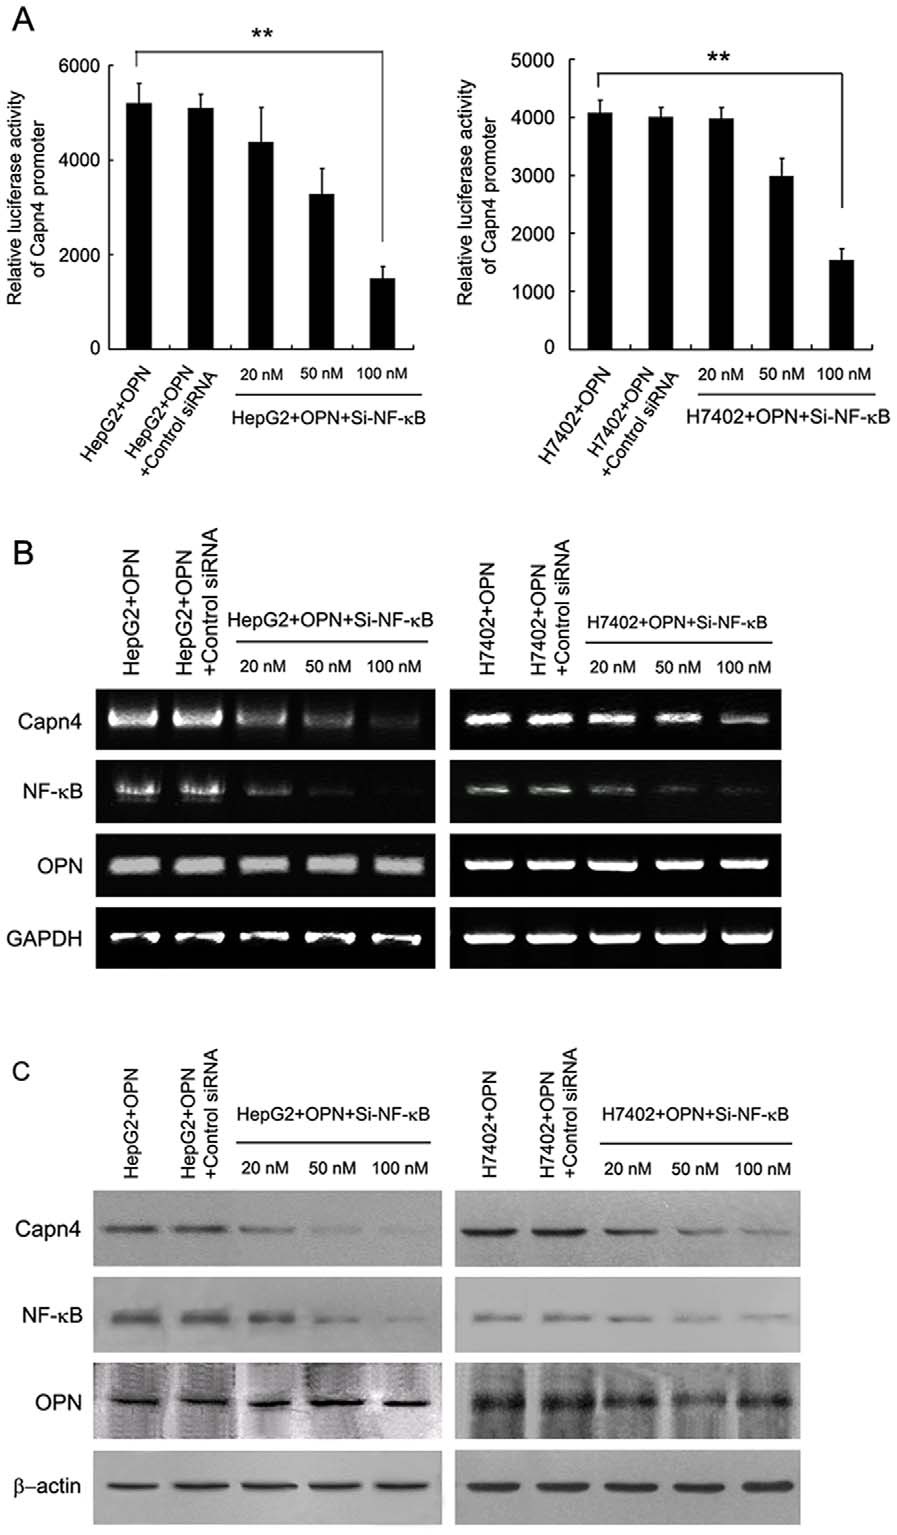 A
**
Relative luciferase activity
of Capn4 promoter
6000
4000
2000
0
HepG2+OPN
HepG2+OPN
+Control siRNA
20 nM 50 nM 100 nM
HepG2+OPN+Si-NF-κB
**
Relative luciferase activity
of Capn4 promoter
5000
4000
3000
2000
1000
0
H7402+OPN
H7402+OPN
+Control siRNA
20 nM 50 nM 100 nM
H7402+OPN+Si-NF-κB
B
HepG2+OPN
HepG2+OPN
+Control siRNA
HepG2+OPN+Si-NF-κB
20 nM 50 nM 100 nM
H7402+OPN
H7402+OPN
+Control siRNA
H7402+OPN+Si-NF-κB
20 nM 50 nM 100 nM
Capn4
NF-κB
OPN
GAPDH
C
HepG2+OPN
HepG2+OPN
+Control siRNA
HepG2+OPN+Si-NF-κB
20 nM 50 nM 100 nM
H7402+OPN
H7402+OPN
+Control siRNA
H7402+OPN+Si-NF-κB
20 nM 50 nM 100 nM
Capn4
NF-κB
OPN
β–actin